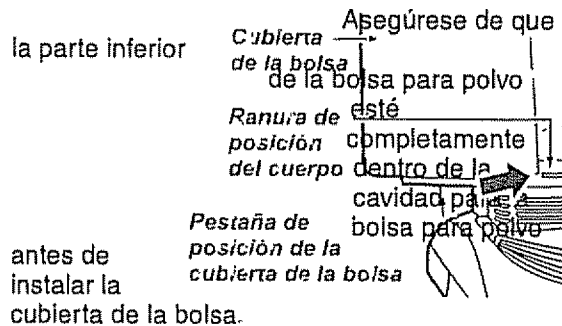 Asegúrese de que
la parte inferior
de la bolsa para polvo
esté
completamente
dentro de la
cavidad para la
bolsa para polvo
antes de
instalar la
cubierta de la bolsa.
Cubierta
de la bolsa
Ranura de
posición
del cuerpo
Pestaña de
posición de la
cubierta de la bolsa